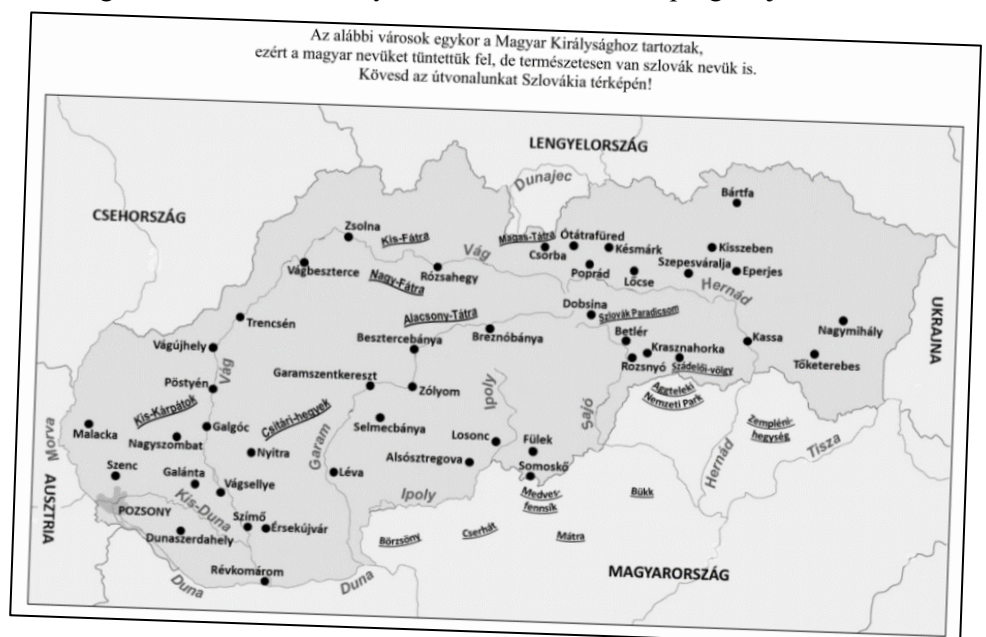 Az alábbi városok egykor a Magyar Királysághoz tartoztak,
ezért a magyar nevüket tüntettük fel, de természetesen van szlovák nevük is.
Kövesd az útvonalunkat Szlovákia térképén!
LENGYELORSZÁG
Dunajec
Bártfa
CSEHORSZÁG
Zsolna
Kis-Fátra
Vág
Magas-Tátra
Ótátrafüred
Csorba
Késmárk
Kisszeben
Szepesváralja
Eperjes
Vágbeszterce
Nagy-Fátra
Rózsahegy
Poprád
Lőcse
Hernád
Alacsony-Tátra
Dobsina
Szlovák Paradicsom
UKRAJNA
Trencsén
Besztercebánya
Breznóbánya
Betlér
Krasznahorka
Kassa
Nagymihály
Vágújhely
Vág
Rozsnyó
Szádelői-völgy
Tőketerebes
Garamszentkereszt
Zólyom
Ipoly
Aggteleki
Nemzeti Park
Pöstyén
Kis-Kárpátok
Csitári-hegyek
Selmecbánya
Sajó
Zempléni-
hegység
Morva
Malacka
Galgóc
Nagyszombat
Garam
Losonc
Fülek
Tisza
Nyitra
Alsósztregova
Somoskő
Hernád
Szenc
Galánta
Vágsellye
Léva
AUSZTRIA
Kis-Duna
Ipoly
Medves-
fennsík
Bükk
POZSONY
Szímő
Érsekújvár
Dunaszerdahely
Börzsöny
Cserhát
Mátra
Révkomárom
Duna
Duna
MAGYARORSZÁG